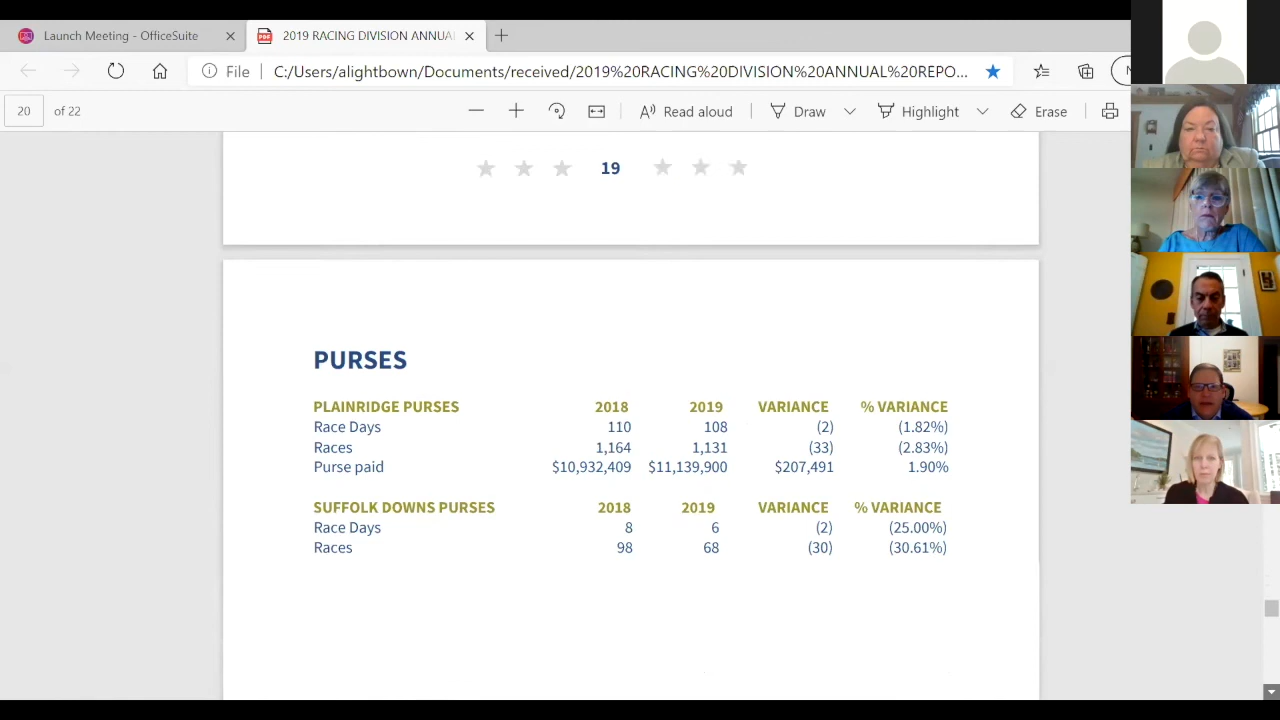 Launch Meeting - OfficeSuite
2019 RACING DIVISION ANNUA
File
C:/Users/alightbown/Documents/received/2019%20RACING%20DIVISION%20ANNUAL%20REPO...
20 of 22
Read aloud
Draw
Highlight
Erase
19
PURSES
PLAINRIDGE PURSES 2018 2019 VARIANCE % VARIANCE
Race Days 110 108 (2) (1.82%)
Races 1,164 1,131 (33) (2.83%)
Purse paid $10,932,409 $11,139,900 $207,491 1.90%
SUFFOLK DOWNS PURSES 2018 2019 VARIANCE % VARIANCE
Race Days 8 6 (2) (25.00%)
Races 98 68 (30) (30.61%)